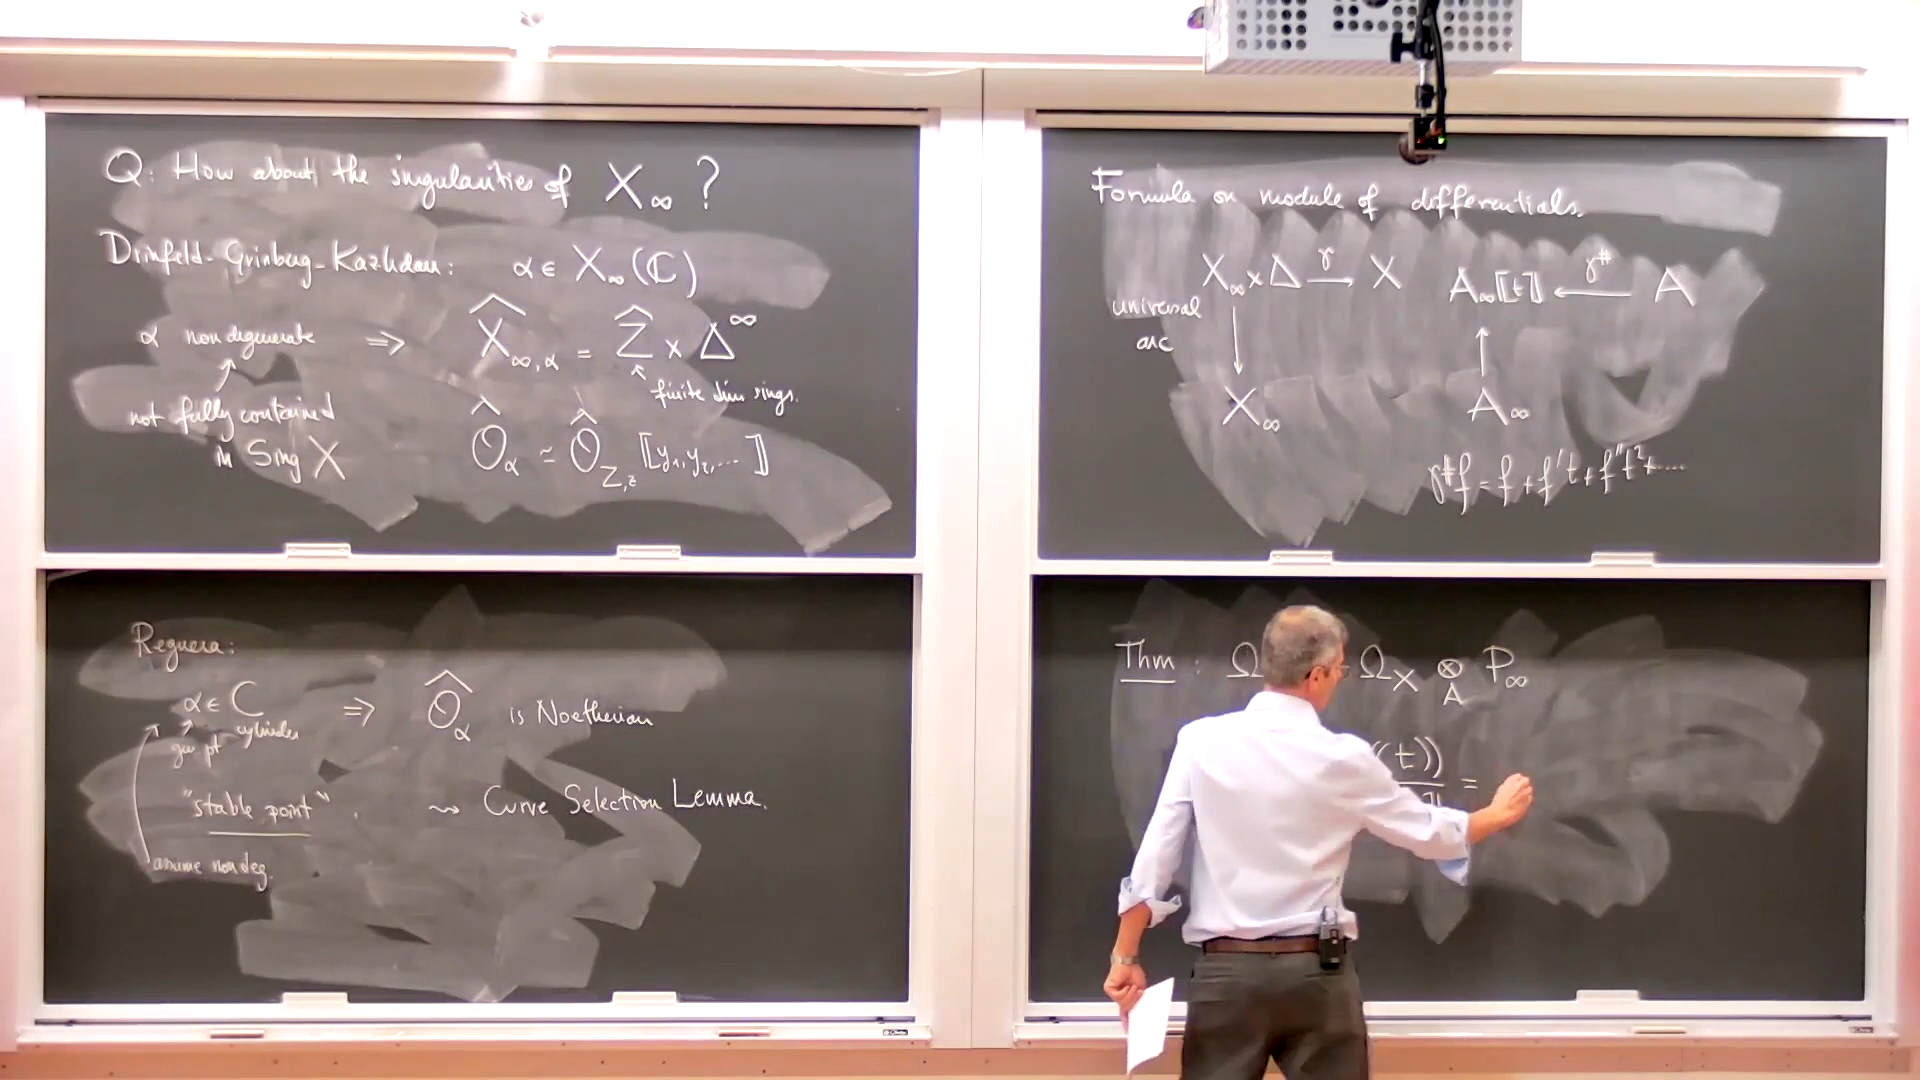 Q: How about the singularities of X∞ ?
Drinfeld-Grinberg-Kazhdan: α ∈ X∞(ℂ)
α nondegenerate ⇒ X̂∞,α = Ẑ × Δ^∞
not fully contained
in Sing X
finite dim sings.
Ô_α ≃ Ô_Z,z [[y₁,y₂,...]]
Reguera:
α ∈ C ⇒ Ô_α is Noetherian
gen pt cylinder
"stable point" ⇝ Curve Selection Lemma.
assume nondeg.
Formula on module of differentials.
X∞ × Δ —γ→ X
universal
arc
X∞
A∞[[t]] ←γ^#— A
↑
A∞
γ^# f = f + f't + f''t² + ....
Thm : Ω Ω_X ⊗_A P∞
((t))
=